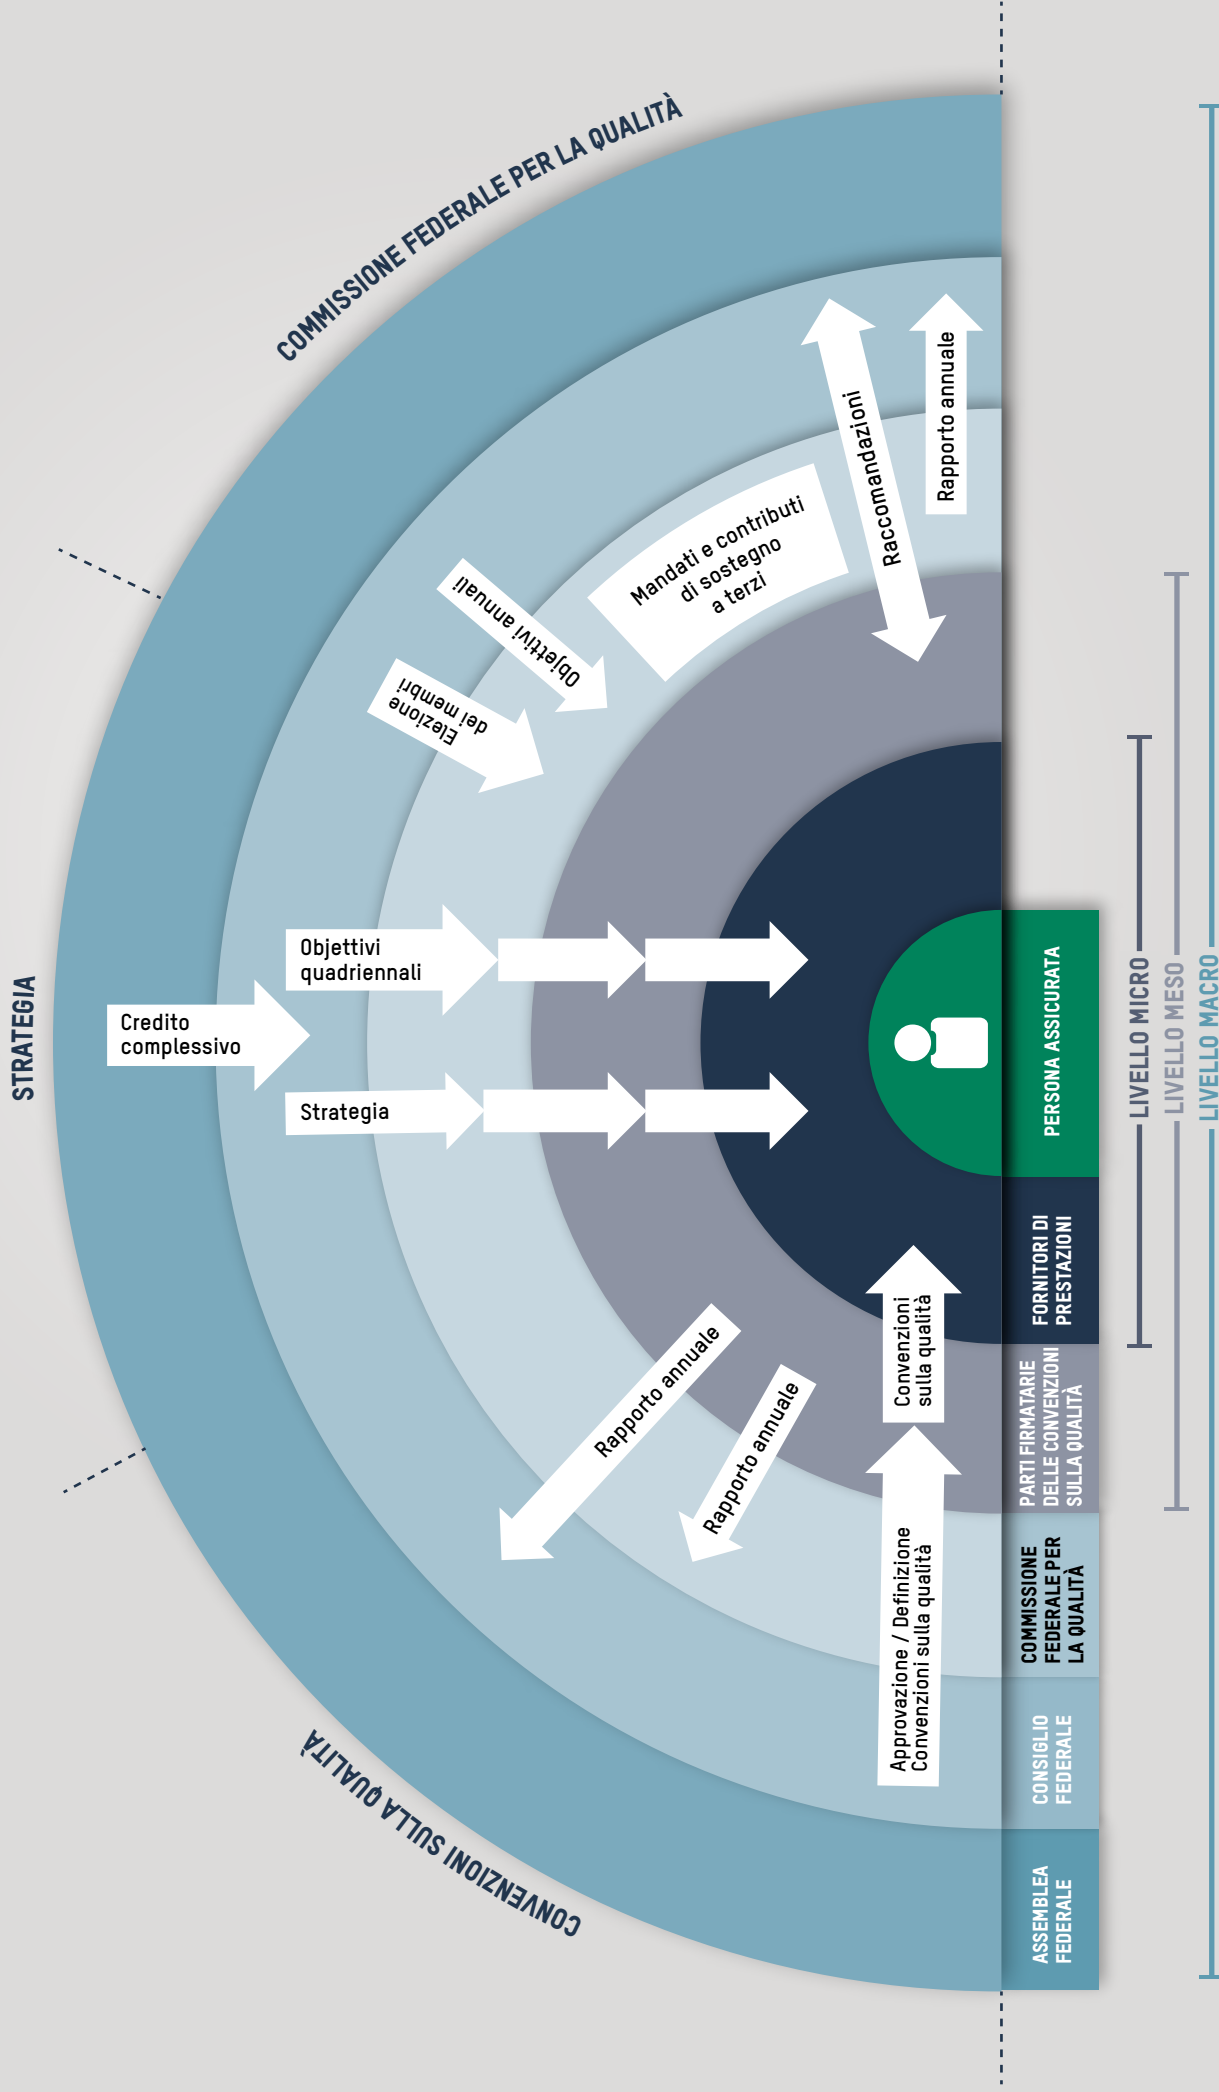 CONVENZIONI SULLA QUALITÀ
STRATEGIA
COMMISSIONE FEDERALE PER LA QUALITÀ
Credito
complessivo
Objettivi
quadriennali
Strategia
Elezione
dei membri
Objettivi annuali
Mandati e contributi
di sostegno
a terzi
Raccomandazioni
Rapporto annuale
Rapporto annuale
Rapporto annuale
Convenzioni
sulla qualità
Approvazione / Definizione
Convenzioni sulla qualità
ASSEMBLEA
FEDERALE
CONSIGLIO
FEDERALE
COMMISSIONE
FEDERALE PER
LA QUALITÀ
PARTI FIRMATARIE
DELLE CONVENZIONI
SULLA QUALITÀ
FORNITORI DI
PRESTAZIONI
PERSONA ASSICURATA
LIVELLO MICRO
LIVELLO MESO
LIVELLO MACRO